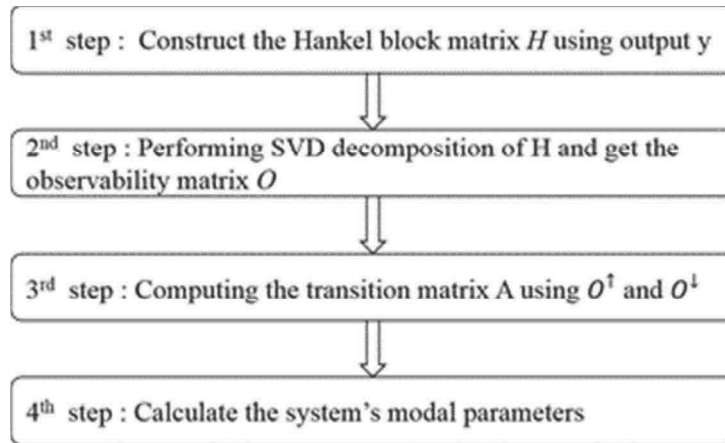 1st step : Construct the Hankel block matrix H using output y
2nd step : Performing SVD decomposition of H and get the
observability matrix O
3rd step : Computing the transition matrix A using O↑ and O↓
4th step : Calculate the system's modal parameters